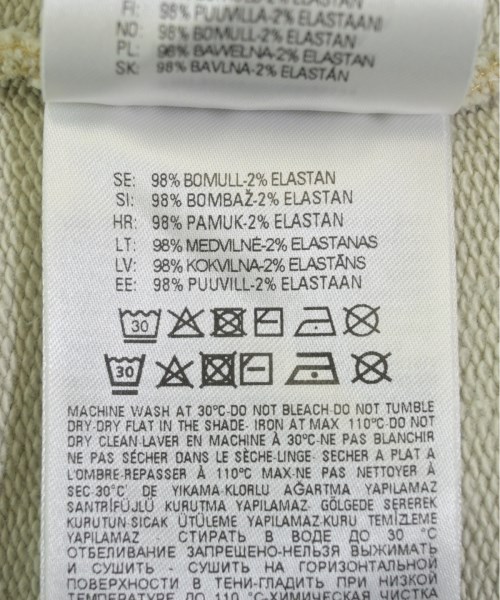 FI: 98% PUUVILLA-2% ELASTAANI
NO: 98% BOMULL-2% ELASTAN
PL: 98% BAWEŁNA-2% ELASTAN
SK: 98% BAVLNA-2% ELASTÁN
SE: 98% BOMULL-2% ELASTAN
SI: 98% BOMBAŽ-2% ELASTAN
HR: 98% PAMUK-2% ELASTAN
LT: 98% MEDVILNĖ-2% ELASTANAS
LV: 98% KOKVILNA-2% ELASTĀNS
EE: 98% PUUVILL-2% ELASTAAN
30
30
MACHINE WASH AT 30°C-DO NOT BLEACH-DO NOT TUMBLE
DRY-DRY FLAT IN THE SHADE- IRON AT MAX 110°C-DO NOT
DRY CLEAN-LAVER EN MACHINE À 30°C-NE PAS BLANCHIR
NE PAS SÉCHER DANS LE SÈCHE-LINGE- SECHER A PLAT A
L'OMBRE-REPASSER À 110°C MAX-NE PAS NETTOYER À
SEC-30°C DE YIKAMA-KLORLU AĞARTMA YAPILAMAZ
SANTRİFÜJLÜ KURUTMA YAPILAMAZ GÖLGEDE SEREREK
KURUTUN-SICAK ÜTÜLEME YAPILAMAZ-KURU TEMİZLEME
YAPILAMAZ - СТИРАТЬ В ВОДЕ ДО 30 °C
ОТБЕЛИВАНИЕ ЗАПРЕЩЕНО-НЕЛЬЗЯ ВЫЖИМАТЬ
И СУШИТЬ - СУШИТЬ НА ГОРИЗОНТАЛЬНОЙ
ПОВЕРХНОСТИ В ТЕНИ-ГЛАДИТЬ ПРИ НИЗКОЙ
ТЕМПЕРАТУРЕ ДО 110 °C-ХИМИЧЕСКАЯ ЧИСТКА